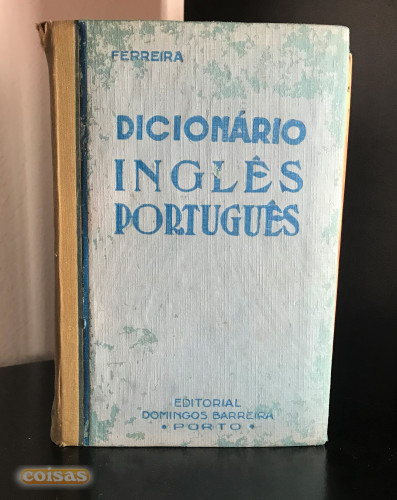 FERREIRA
DICIONÁRIO
INGLÊS
PORTUGUÊS
EDITORIAL
DOMINGOS BARREIRA
• PORTO •
coisas